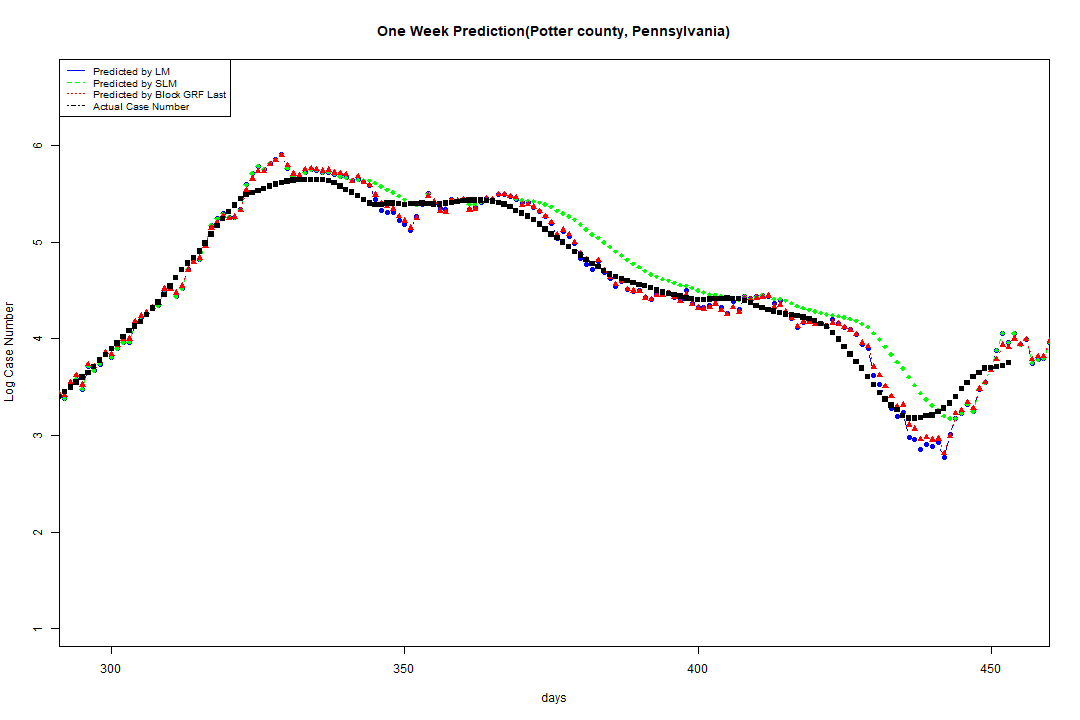 One Week Prediction(Potter county, Pennsylvania)
Predicted by LM
Predicted by SLM
Predicted by Block GRF Last
Actual Case Number
6
5
4
3
2
1
Log Case Number
300 350 400 450
days